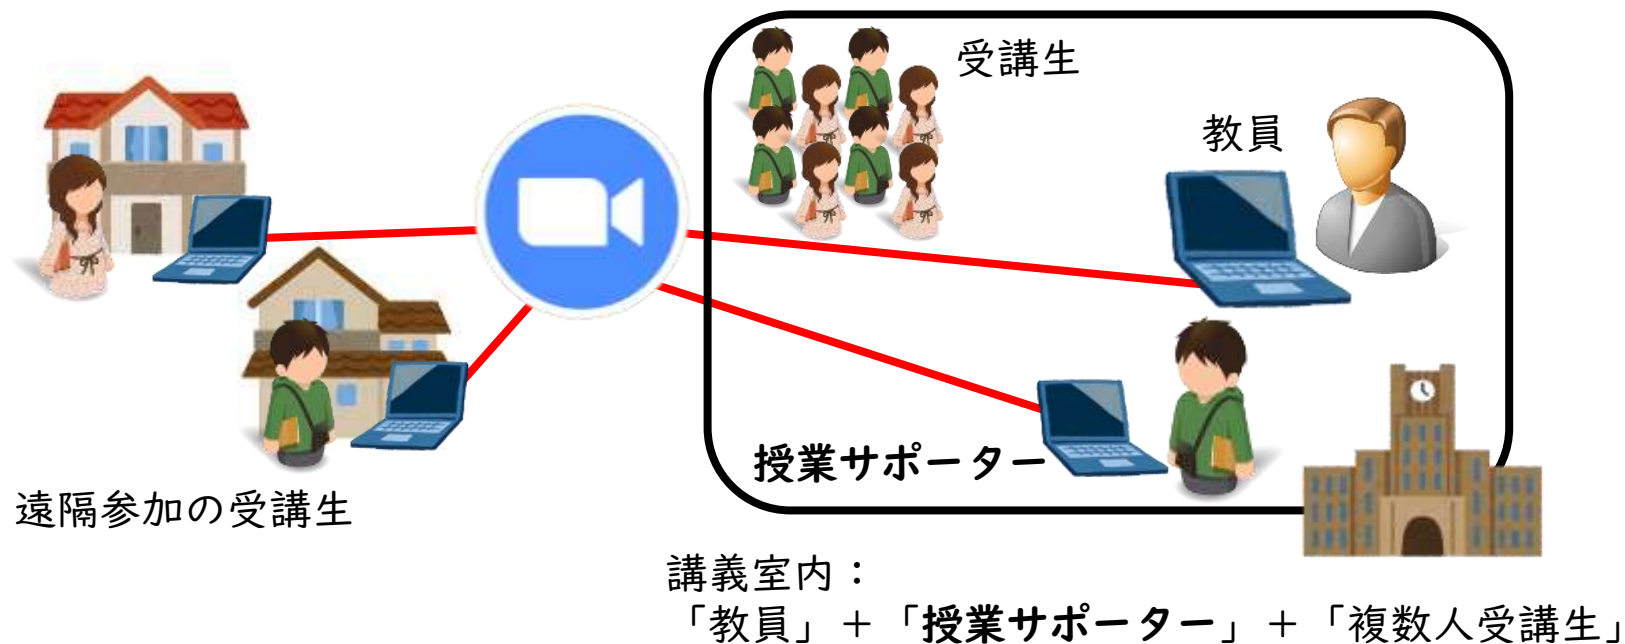 受講生
教員
授業サポーター
遠隔参加の受講生
講義室内：
「教員」＋「授業サポーター」＋「複数人受講生」